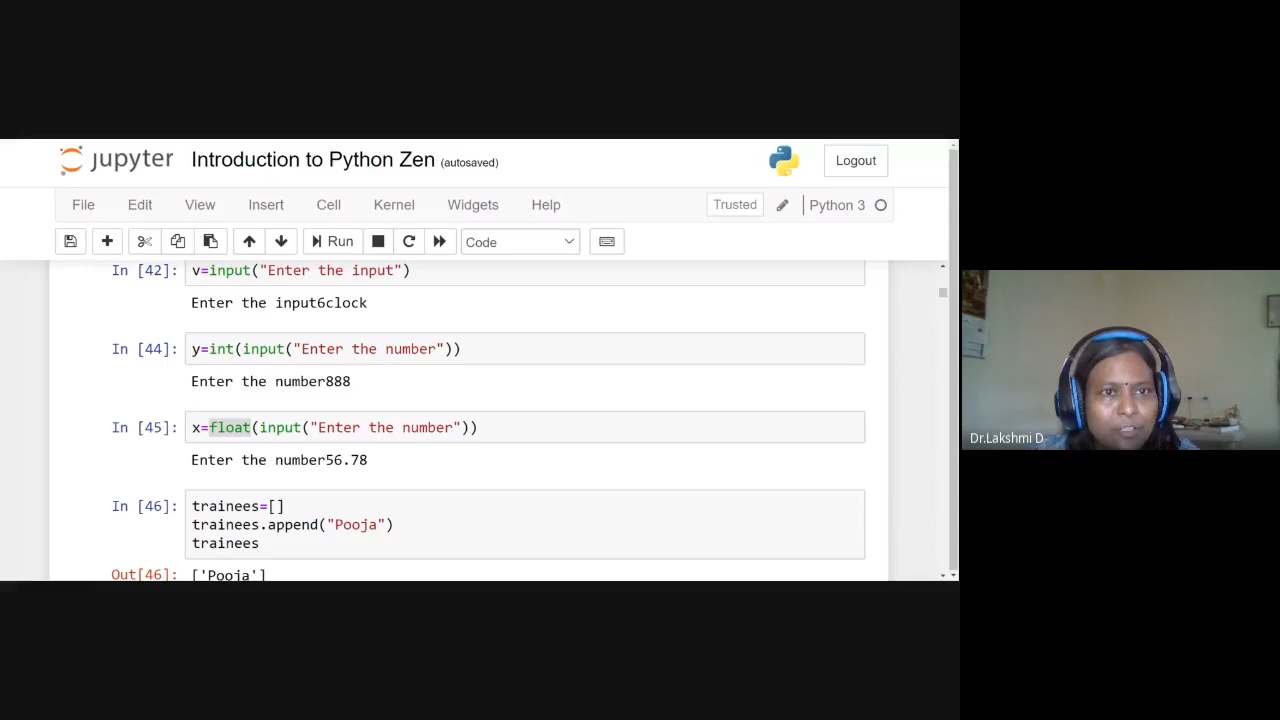 jupyter Introduction to Python Zen (autosaved)
Logout
File Edit View Insert Cell Kernel Widgets Help
Trusted
Python 3
Run
Code
In [42]: v=input("Enter the input")
Enter the input6clock
In [44]: y=int(input("Enter the number"))
Enter the number888
In [45]: x=float(input("Enter the number"))
Enter the number56.78
In [46]: trainees=[]
trainees.append("Pooja")
trainees
Out[46]: ['Pooja']
Dr.Lakshmi D